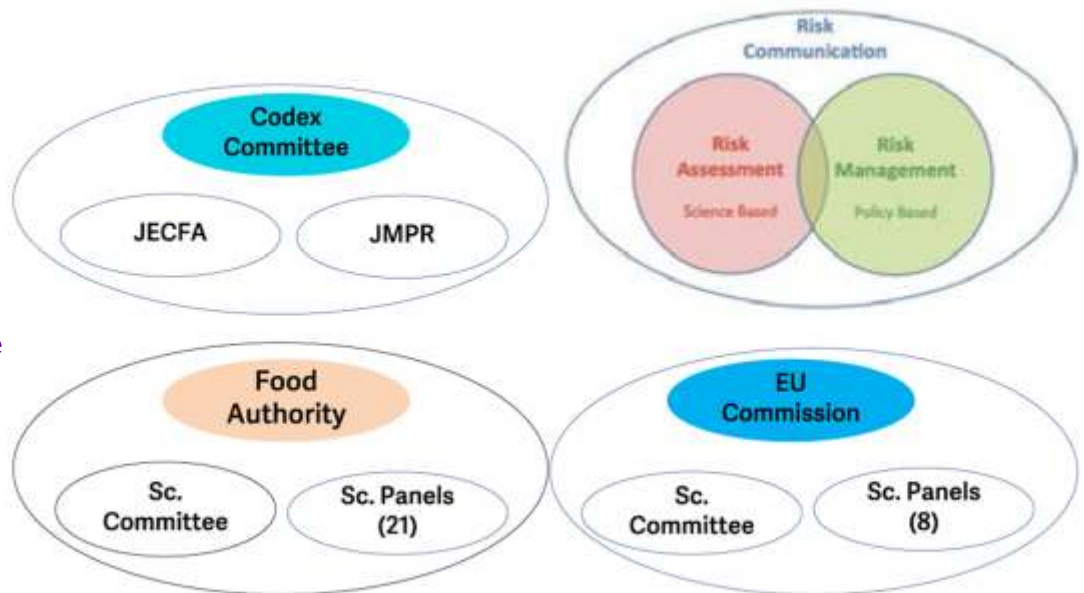 Risk
Communication
Codex
Committee
JECFA
JMPR
Risk
Assessment
Science Based
Risk
Management
Policy Based
e
Food
Authority
Sc.
Committee
Sc. Panels
(21)
EU
Commission
Sc.
Committee
Sc. Panels
(8)